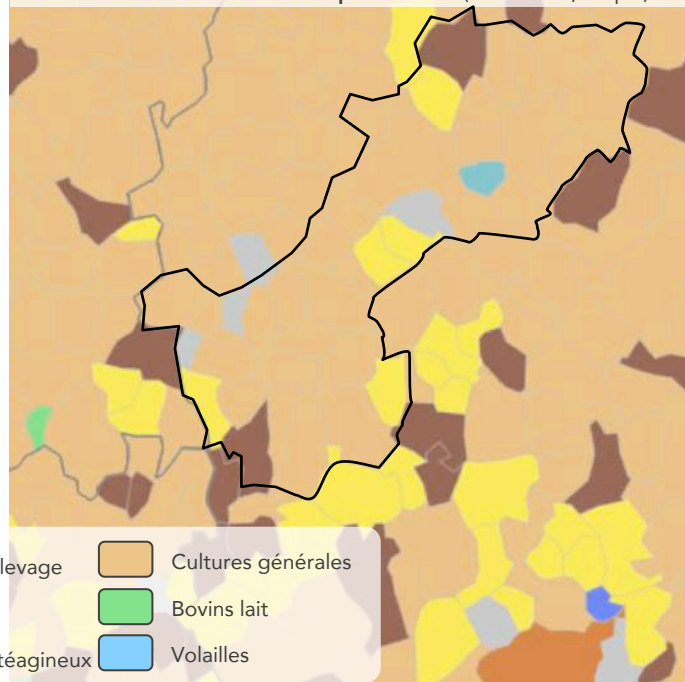 levage
Cultures générales
Bovins lait
téagineux
Volailles